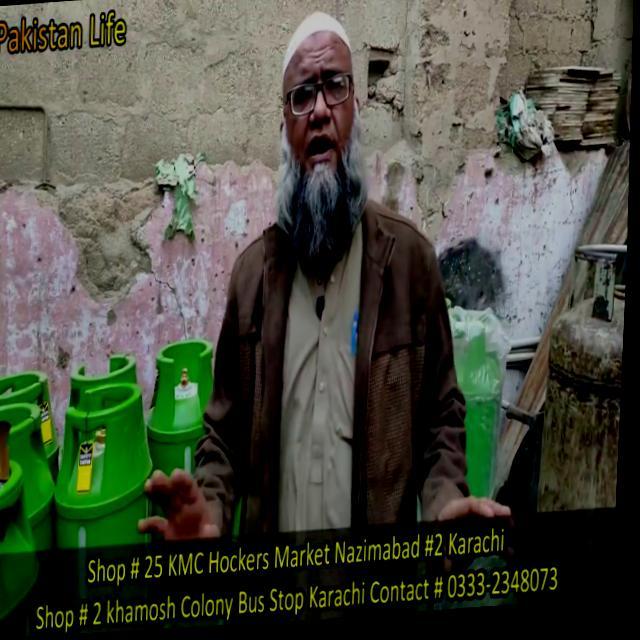 Pakistan Life
Shop # 25 KMC Hockers Market Nazimabad #2 Karachi
Shop # 2 khamosh Colony Bus Stop Karachi Contact # 0333-2348073